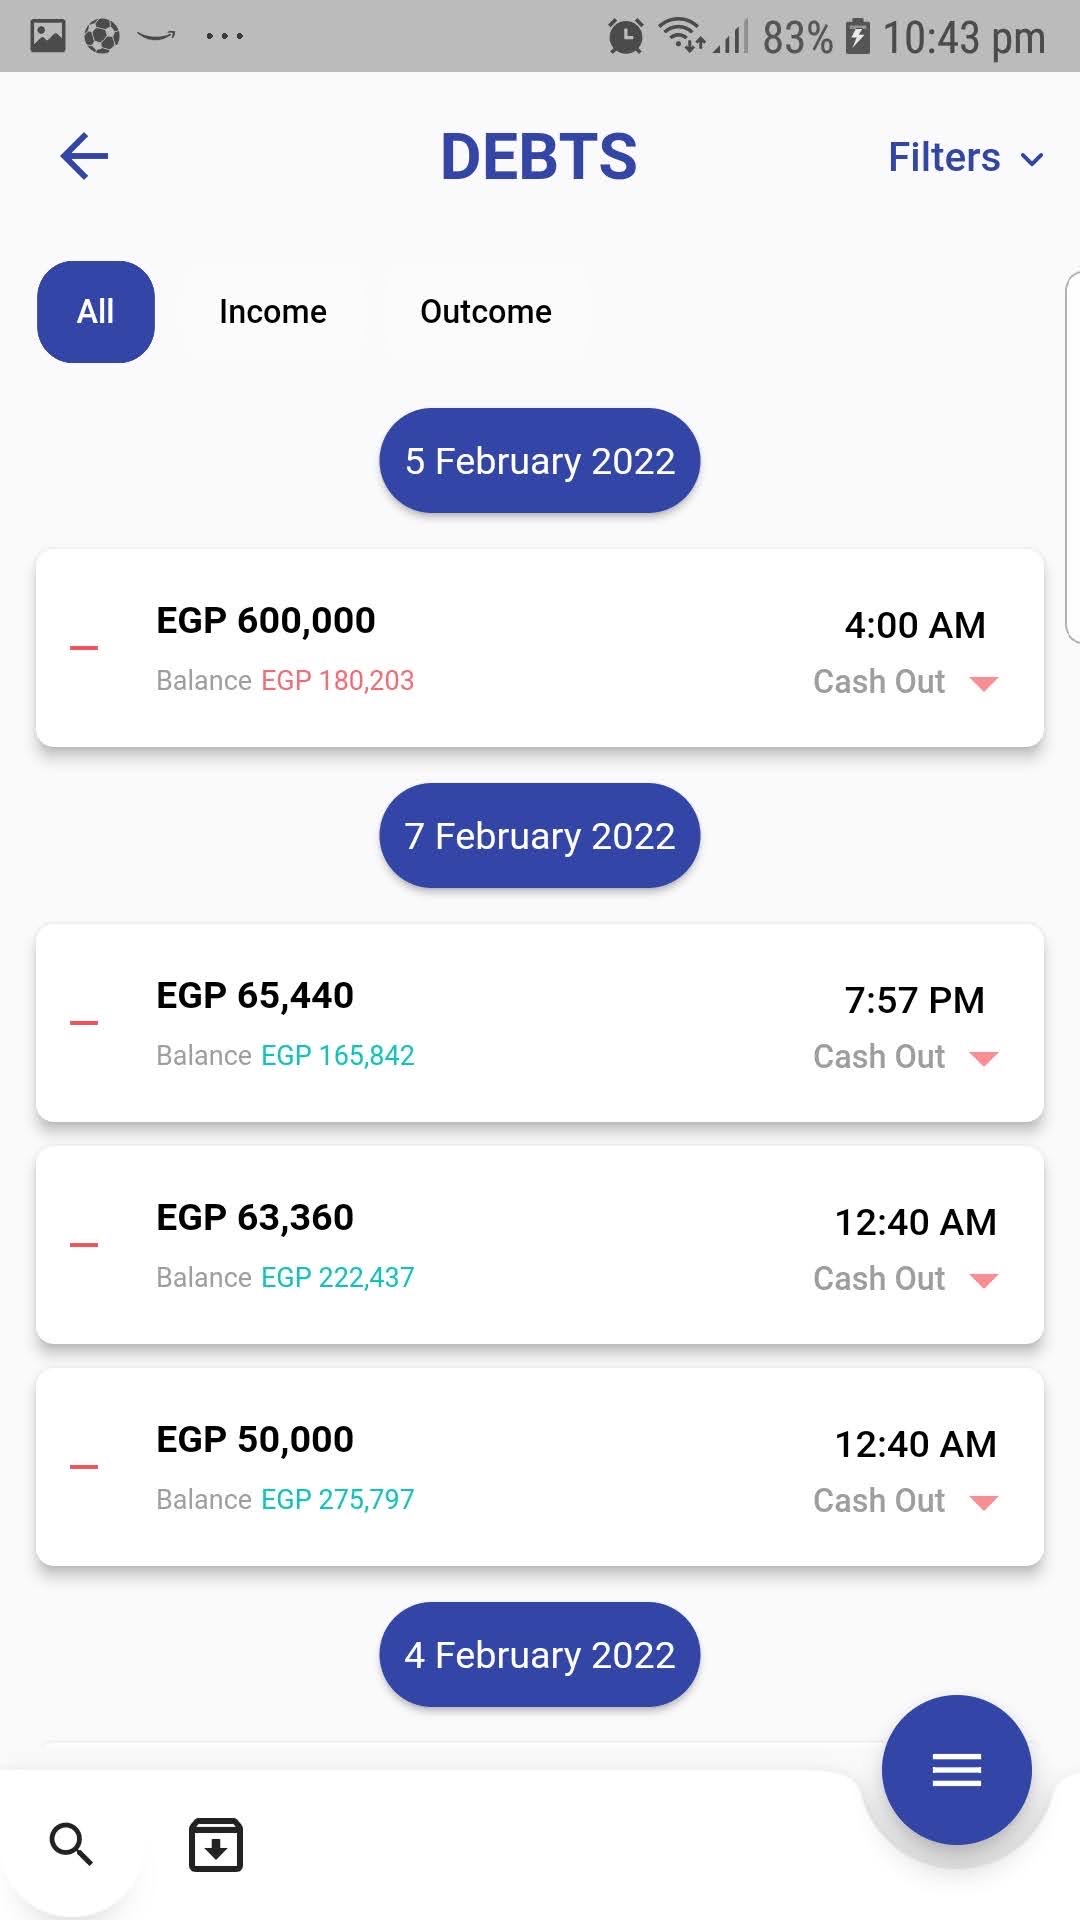 83% 10:43 pm
DEBTS
Filters
All Income Outcome
5 February 2022
EGP 600,000
4:00 AM
Balance EGP 180,203
Cash Out
7 February 2022
EGP 65,440
7:57 PM
Balance EGP 165,842
Cash Out
EGP 63,360
12:40 AM
Balance EGP 222,437
Cash Out
EGP 50,000
12:40 AM
Balance EGP 275,797
Cash Out
4 February 2022